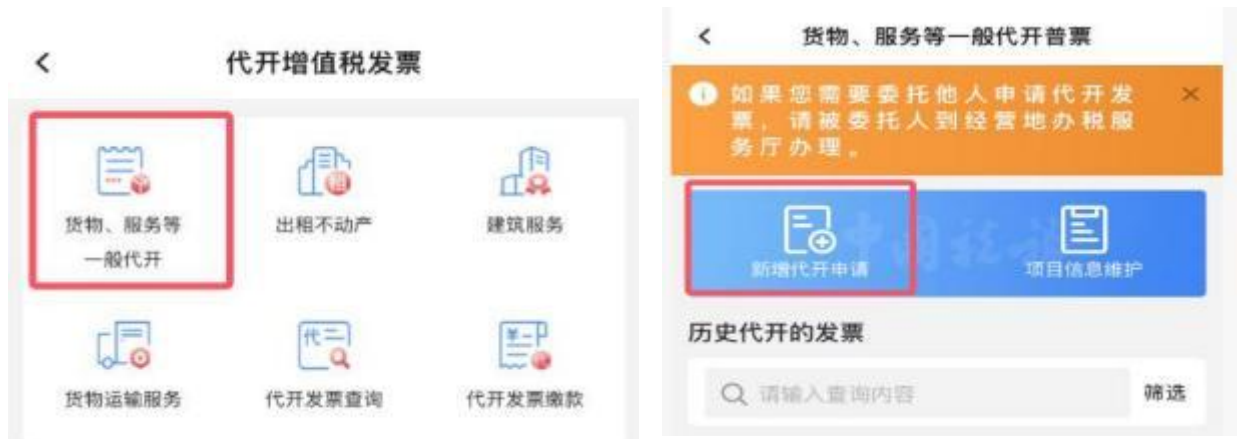 代开增值税发票
货物、服务等
一般代开
出租不动产
建筑服务
货物运输服务
代开发票查询
代开发票缴款
货物、服务等一般代开普票
如果您需要委托他人申请代开发
票，请被委托人到经营地办税服
务厅办理。
新增代开申请
项目信息维护
中国税务
历史代开的发票
请输入查询内容
筛选